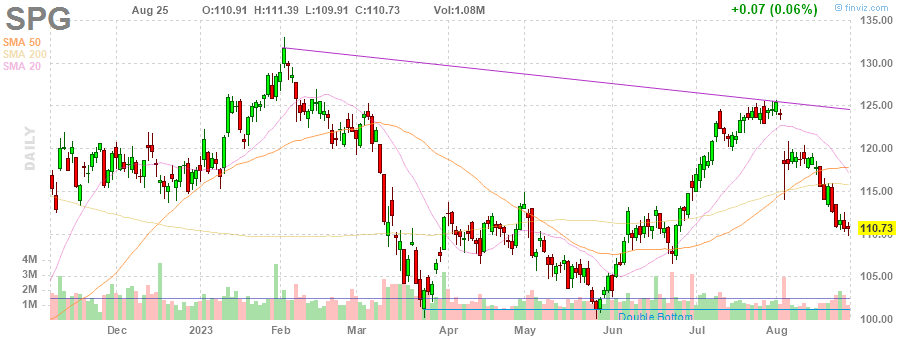 SPG
Aug 25 O:110.91 H:111.39 L:109.91 C:110.73 Vol:1.08M +0.07 (0.06%)
finviz.com
135.00
SMA 50
SMA 200
SMA 20
130.00
125.00
DAILY
120.00
115.00
110.73
110.00
4M
3M
2M
1M
105.00
100.00
Double Bottom
Dec 2023 Feb Mar Apr May Jun Jul Aug